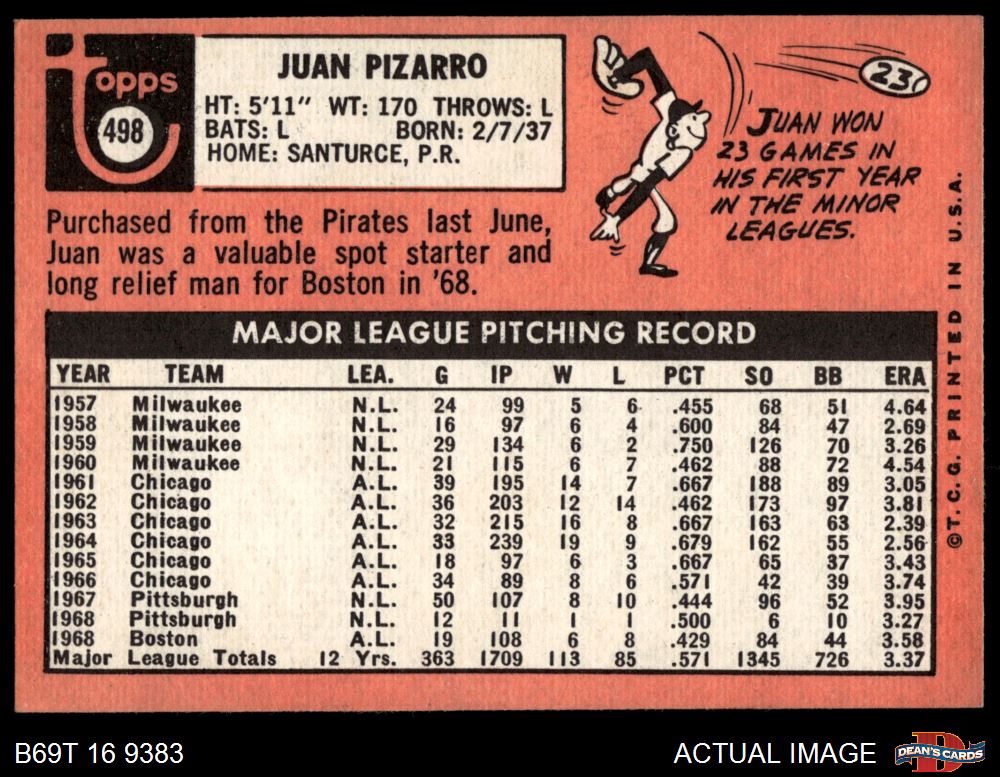 topps
498
JUAN PIZARRO
HT: 5'11" WT: 170 THROWS: L
BATS: L BORN: 2/7/37
HOME: SANTURCE, P.R.
23
JUAN WON
23 GAMES IN
HIS FIRST YEAR
IN THE MINOR
LEAGUES.
Purchased from the Pirates last June,
Juan was a valuable spot starter and
long relief man for Boston in '68.
MAJOR LEAGUE PITCHING RECORD
YEAR TEAM LEA. G IP W L PCT SO BB ERA
1957 Milwaukee N.L. 24 99 5 6 .455 68 51 4.64
1958 Milwaukee N.L. 16 97 6 4 .600 84 47 2.69
1959 Milwaukee N.L. 29 134 6 2 .750 126 70 3.26
1960 Milwaukee N.L. 21 115 6 7 .462 88 72 4.54
1961 Chicago A.L. 39 195 14 7 .667 188 89 3.05
1962 Chicago A.L. 36 203 12 14 .462 173 97 3.81
1963 Chicago A.L. 32 215 16 8 .667 163 63 2.39
1964 Chicago A.L. 33 239 19 9 .679 162 55 2.56
1965 Chicago A.L. 18 97 6 3 .667 65 37 3.43
1966 Chicago A.L. 34 89 8 6 .571 42 39 3.74
1967 Pittsburgh N.L. 50 107 8 10 .444 96 52 3.95
1968 Pittsburgh N.L. 12 11 1 1 .500 6 10 3.27
1968 Boston A.L. 19 108 6 8 .429 84 44 3.58
Major League Totals 12 Yrs. 363 1709 113 85 .571 1345 726 3.37
©T.C.G. PRINTED IN U.S.A.
B69T 16 9383
ACTUAL IMAGE
D
DEAN'S CARDS